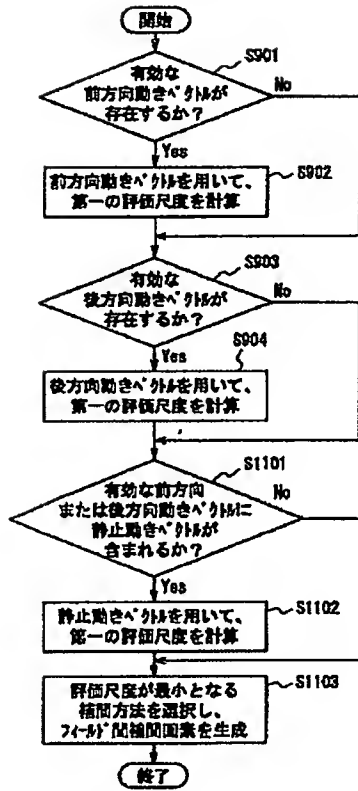 開始
S901
有効な
前方向動きベクトルが
存在するか?
No
Yes
前方向動きベクトルを用いて、
第一の評価尺度を計算
S902
S903
有効な
後方向動きベクトルが
存在するか?
No
Yes
S904
後方向動きベクトルを用いて、
第一の評価尺度を計算
S1101
有効な前方向
または後方向動きベクトルに
静止動きベクトルが
含まれるか?
No
Yes
静止動きベクトルを用いて、
第一の評価尺度を計算
S1102
評価尺度が最小となる
補間方法を選択し、
フィールド間補間画素を生成
S1103
終了